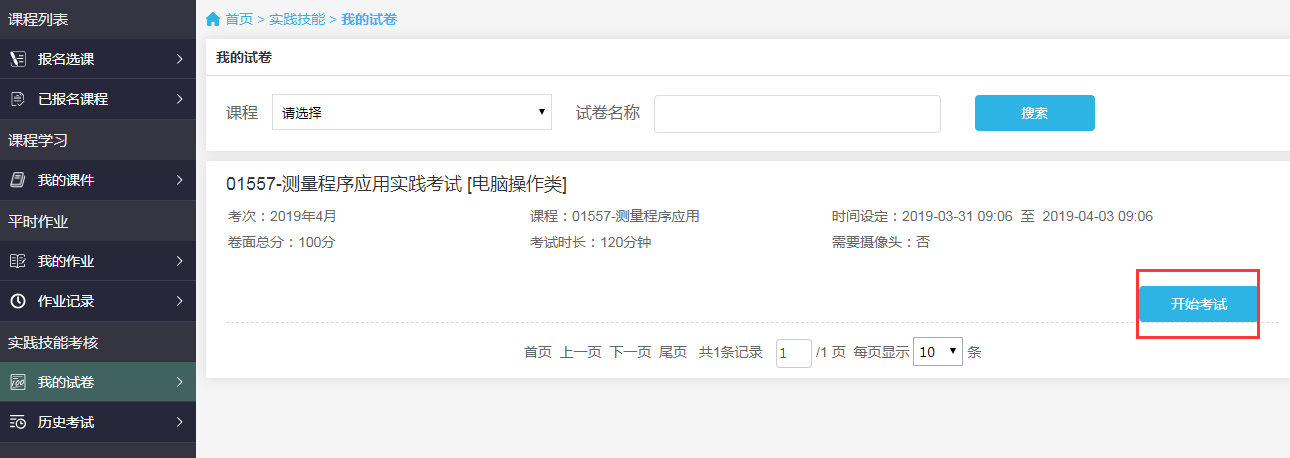 课程列表
报名选课
已报名课程
课程学习
我的课件
平时作业
我的作业
作业记录
实践技能考核
我的试卷
历史考试
首页 > 实践技能 > 我的试卷
我的试卷
课程 请选择 试卷名称 搜索
01557-测量程序应用实践考试 [电脑操作类]
考次：2019年4月 课程：01557-测量程序应用 时间设定：2019-03-31 09:06 至 2019-04-03 09:06
卷面总分：100分 考试时长：120分钟 需要摄像头：否
开始考试
首页 上一页 下一页 尾页 共1条记录 1 /1 页 每页显示 10 条